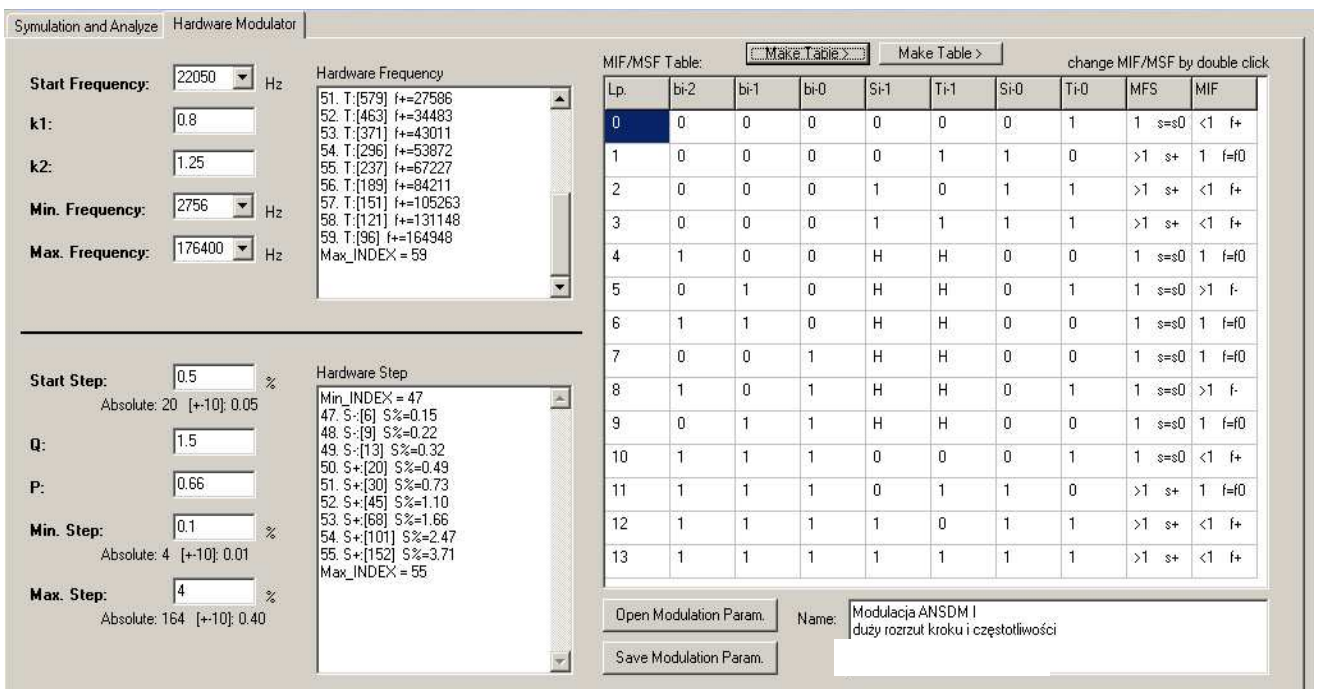 Symulation and Analyze
Hardware Modulator
Start Frequency: 22050 Hz
k1: 0.8
k2: 1.25
Min. Frequency: 2756 Hz
Max. Frequency: 176400 Hz
Hardware Frequency
51. T:[579] f+=27586
52. T:[463] f+=34483
53. T:[371] f+=43011
54. T:[296] f+=53872
55. T:[237] f+=67227
56. T:[189] f+=84211
57. T:[151] f+=105263
58. T:[121] f+=131148
59. T:[96] f+=164948
Max_INDEX = 59
Start Step: 0.5 %
Absolute: 20 [+-10]: 0.05
Q: 1.5
P: 0.66
Min. Step: 0.1 %
Absolute: 4 [+-10]: 0.01
Max. Step: 4 %
Absolute: 164 [+-10]: 0.40
Hardware Step
Min_INDEX = 47
47. S-:[6] S%=0.15
48. S-:[9] S%=0.22
49. S-:[13] S%=0.32
50. S+:[20] S%=0.49
51. S+:[30] S%=0.73
52. S+:[45] S%=1.10
53. S+:[68] S%=1.66
54. S+:[101] S%=2.47
55. S+:[152] S%=3.71
Max_INDEX = 55
MIF/MSF Table: Make Table > Make Table > change MIF/MSF by double click
Lp. bi-2 bi-1 bi-0 Si-1 Ti-1 Si-0 Ti-0 MFS MIF
0 0 0 0 0 0 0 1 1 s=s0 <1 f+
1 0 0 0 0 1 1 0 >1 s+ 1 f=f0
2 0 0 0 1 0 1 1 >1 s+ <1 f+
3 0 0 0 1 1 1 1 >1 s+ <1 f+
4 1 0 0 H H 0 0 1 s=s0 1 f=f0
5 0 1 0 H H 0 1 1 s=s0 >1 f-
6 1 1 0 H H 0 0 1 s=s0 1 f=f0
7 0 0 1 H H 0 0 1 s=s0 1 f=f0
8 1 0 1 H H 0 1 1 s=s0 >1 f-
9 0 1 1 H H 0 0 1 s=s0 1 f=f0
10 1 1 1 0 0 0 1 1 s=s0 <1 f+
11 1 1 1 0 1 1 0 >1 s+ 1 f=f0
12 1 1 1 1 0 1 1 >1 s+ <1 f+
13 1 1 1 1 1 1 1 >1 s+ <1 f+
Open Modulation Param.
Save Modulation Param.
Name: Modulacja ANSDM I
duży rozrzut kroku i częstotliwości